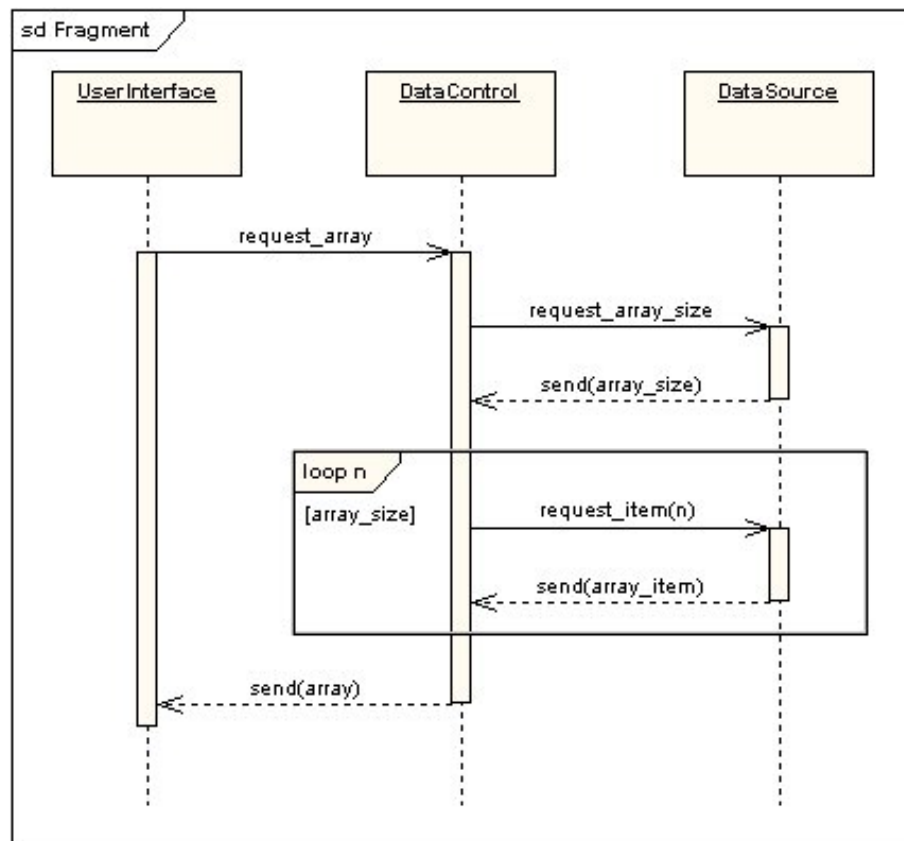 sd Fragment
UserInterface
DataControl
DataSource
request_array
request_array_size
send(array_size)
loop n
[array_size]
request_item(n)
send(array_item)
send(array)